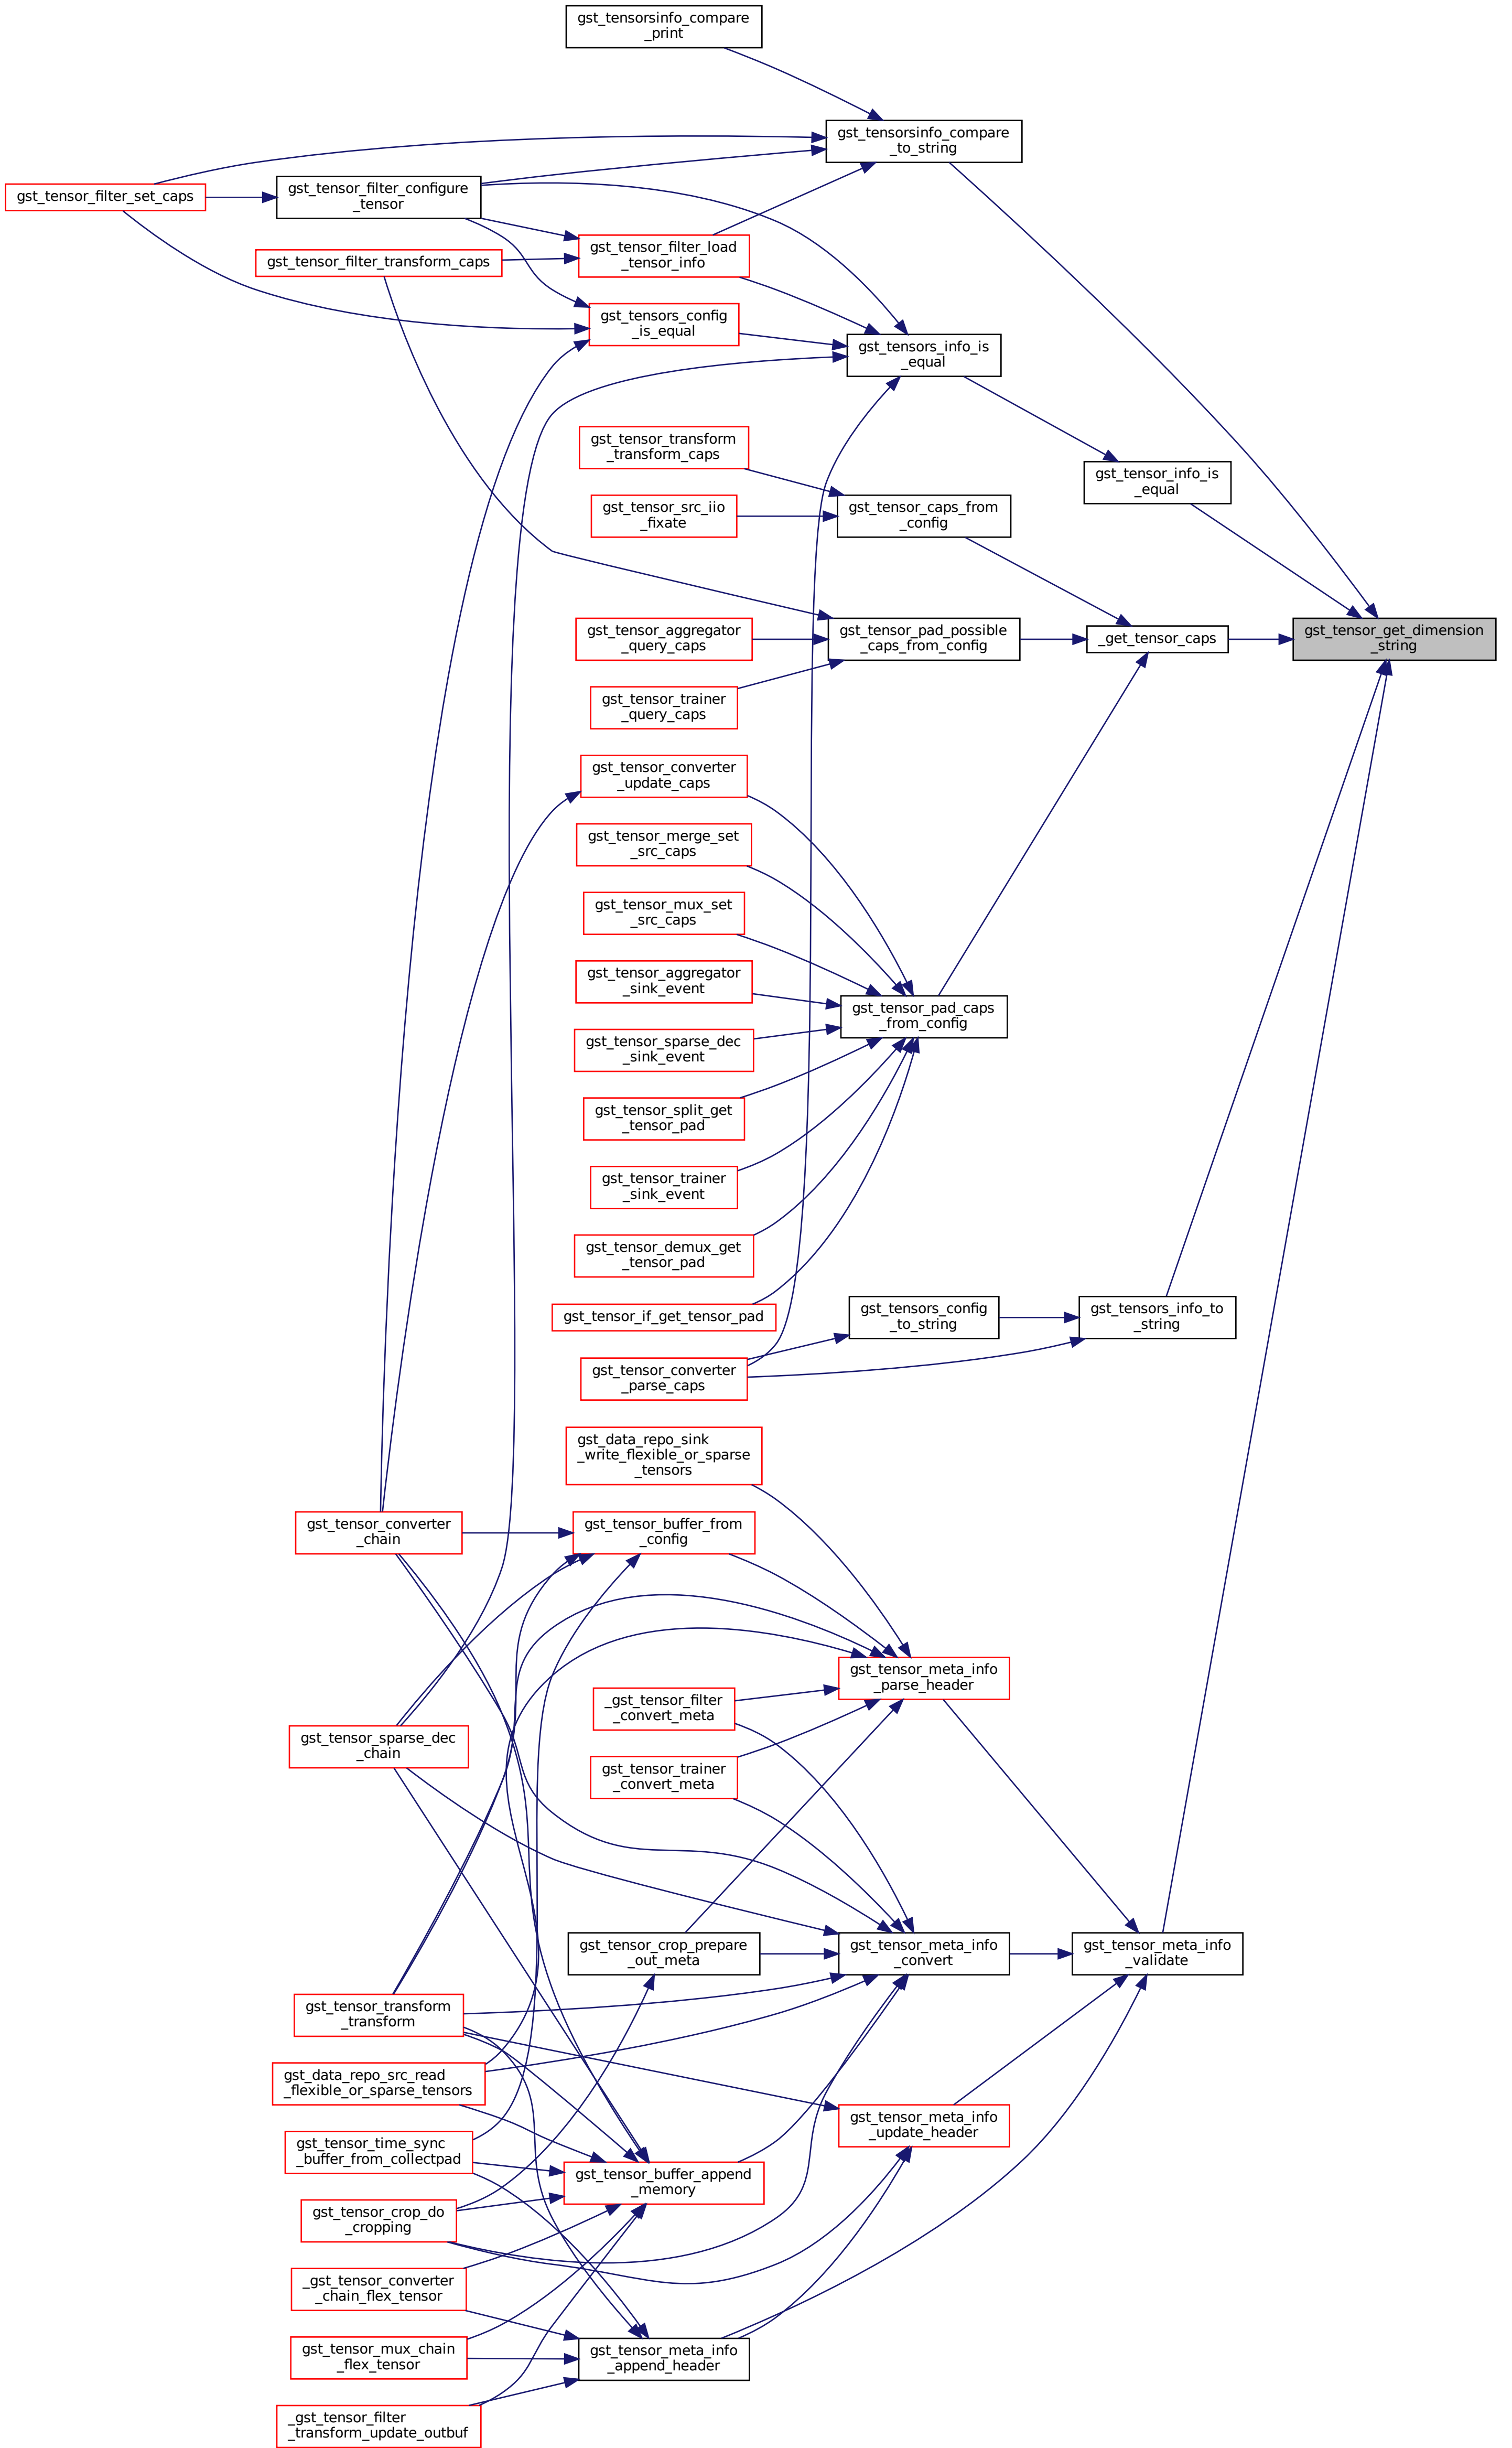 gst_tensorsinfo_compare
_print
gst_tensorsinfo_compare
_to_string
gst_tensor_filter_set_caps
gst_tensor_filter_configure
_tensor
gst_tensor_filter_transform_caps
gst_tensor_filter_load
_tensor_info
gst_tensors_config
_is_equal
gst_tensors_info_is
_equal
gst_tensor_transform
_transform_caps
gst_tensor_info_is
_equal
gst_tensor_src_iio
_fixate
gst_tensor_caps_from
_config
gst_tensor_aggregator
_query_caps
gst_tensor_pad_possible
_caps_from_config
_get_tensor_caps
gst_tensor_get_dimension
_string
gst_tensor_trainer
_query_caps
gst_tensor_converter
_update_caps
gst_tensor_merge_set
_src_caps
gst_tensor_mux_set
_src_caps
gst_tensor_aggregator
_sink_event
gst_tensor_pad_caps
_from_config
gst_tensor_sparse_dec
_sink_event
gst_tensor_split_get
_tensor_pad
gst_tensor_trainer
_sink_event
gst_tensor_demux_get
_tensor_pad
gst_tensor_if_get_tensor_pad
gst_tensors_config
_to_string
gst_tensors_info_to
_string
gst_tensor_converter
_parse_caps
gst_data_repo_sink
_write_flexible_or_sparse
_tensors
gst_tensor_converter
_chain
gst_tensor_buffer_from
_config
gst_tensor_meta_info
_parse_header
_gst_tensor_filter
_convert_meta
gst_tensor_sparse_dec
_chain
gst_tensor_trainer
_convert_meta
gst_tensor_crop_prepare
_out_meta
gst_tensor_meta_info
_convert
gst_tensor_meta_info
_validate
gst_tensor_transform
_transform
gst_data_repo_src_read
_flexible_or_sparse_tensors
gst_tensor_meta_info
_update_header
gst_tensor_time_sync
_buffer_from_collectpad
gst_tensor_buffer_append
_memory
gst_tensor_crop_do
_cropping
_gst_tensor_converter
_chain_flex_tensor
gst_tensor_mux_chain
_flex_tensor
gst_tensor_meta_info
_append_header
_gst_tensor_filter
_transform_update_outbuf